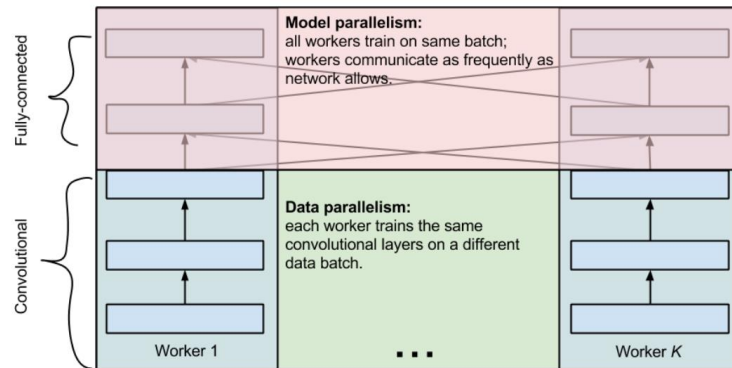 Model parallelism:
all workers train on same batch;
workers communicate as frequently as
network allows.
Fully-connected
Data parallelism:
each worker trains the same
convolutional layers on a different
data batch.
Convolutional
Worker 1
...
Worker K